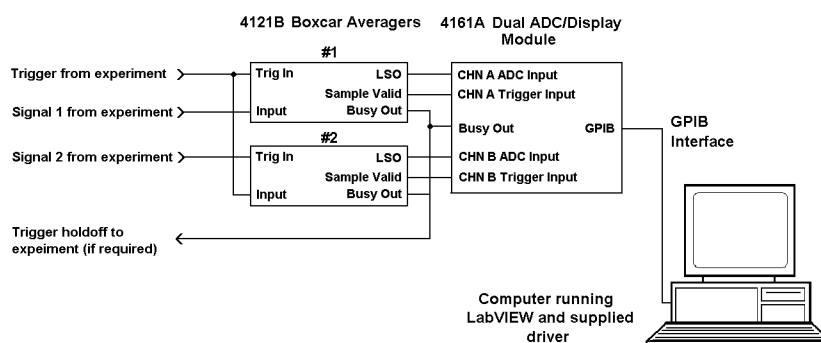 4121B Boxcar Averagers
4161A Dual ADC/Display
Module
#1
Trigger from experiment
Trig In
LSO
CHN A ADC Input
Sample Valid
CHN A Trigger Input
Signal 1 from experiment
Input
Busy Out
#2
Busy Out
GPIB
GPIB
Interface
Signal 2 from experiment
Trig In
LSO
CHN B ADC Input
Sample Valid
CHN B Trigger Input
Input
Busy Out
Trigger holdoff to
expeiment (if required)
Computer running
LabVIEW and supplied
driver